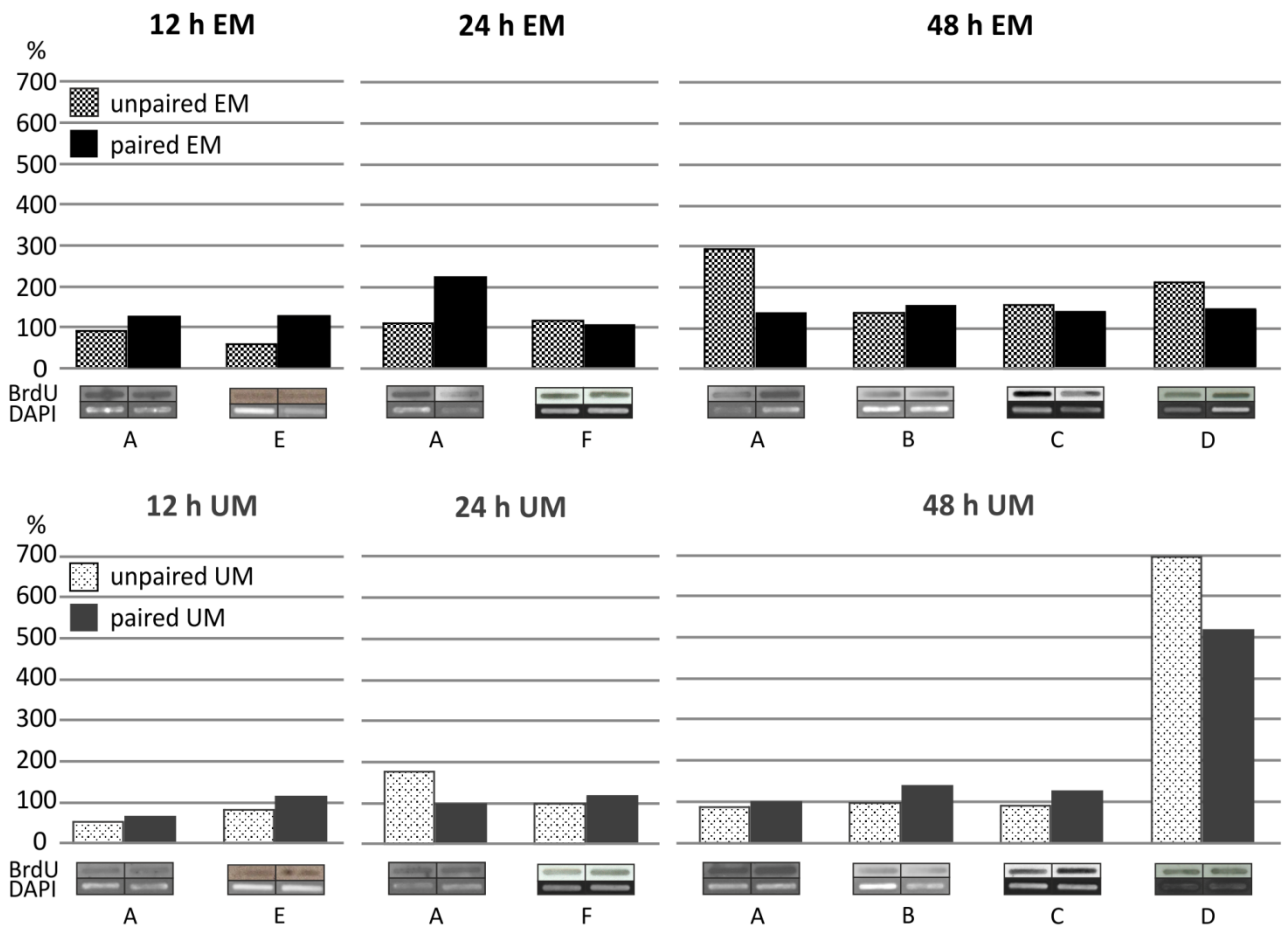 12 h EM 24 h EM 48 h EM
%
700
unpaired EM
600
paired EM
500
400
300
200
100
0
BrdU
DAPI
A E A F A B C D
12 h UM 24 h UM 48 h UM
%
700
unpaired UM
600
paired UM
500
400
300
200
100
0
BrdU
DAPI
A E A F A B C D